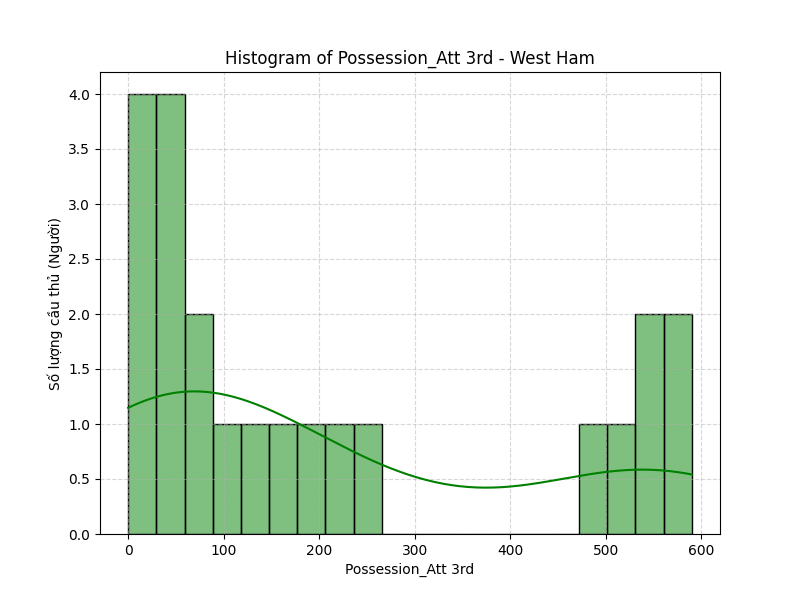 Histogram of Possession_Att 3rd - West Ham
Số lượng cầu thủ (Người)
4.0
3.5
3.0
2.5
2.0
1.5
1.0
0.5
0.0
0 100 200 300 400 500 600
Possession_Att 3rd